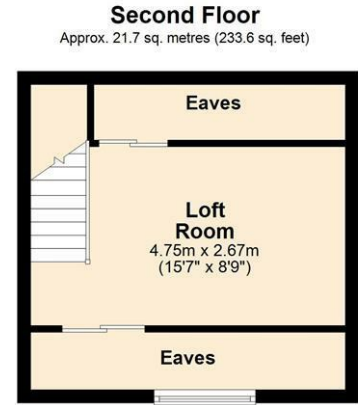 Second Floor
Approx. 21.7 sq. metres (233.6 sq. feet)
Eaves
Loft
Room
4.75m x 2.67m
(15'7" x 8'9")
Eaves